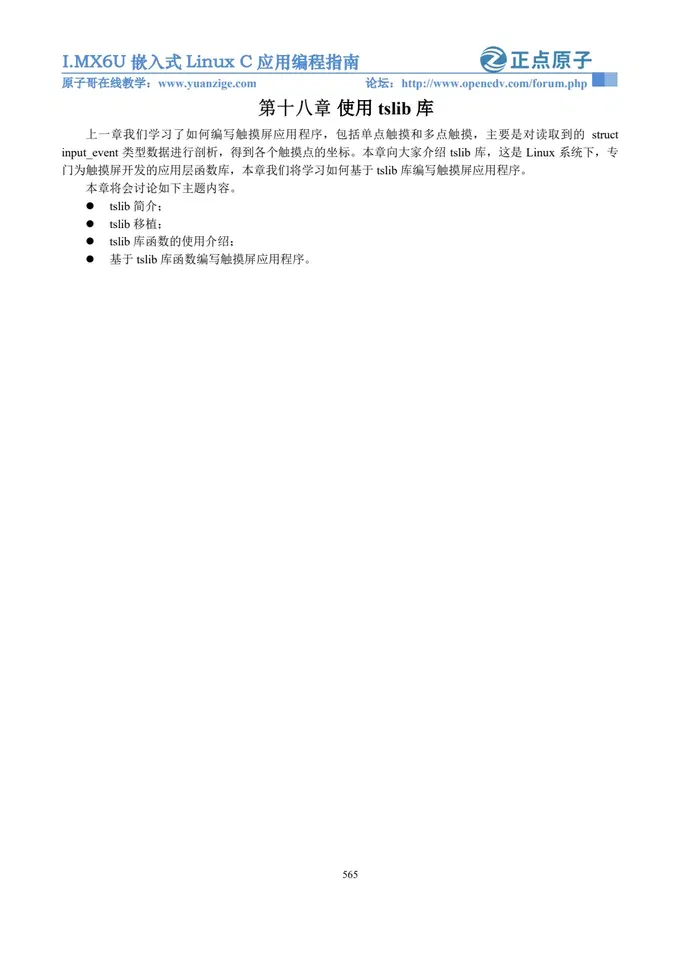 I.MX6U 嵌入式 Linux C 应用编程指南
正点原子
原子哥在线教学：www.yuanzige.com 论坛：http://www.openedv.com/forum.php
第十八章 使用 tslib 库
上一章我们学习了如何编写触摸屏应用程序，包括单点触摸和多点触摸，主要是对读取到的 struct
input_event 类型数据进行剖析，得到各个触摸点的坐标。本章向大家介绍 tslib 库，这是 Linux 系统下，专
门为触摸屏开发的应用层函数库，本章我们将学习如何基于 tslib 库编写触摸屏应用程序。
本章将会讨论如下主题内容。
● tslib 简介；
● tslib 移植；
● tslib 库函数的使用介绍；
● 基于 tslib 库函数编写触摸屏应用程序。
565